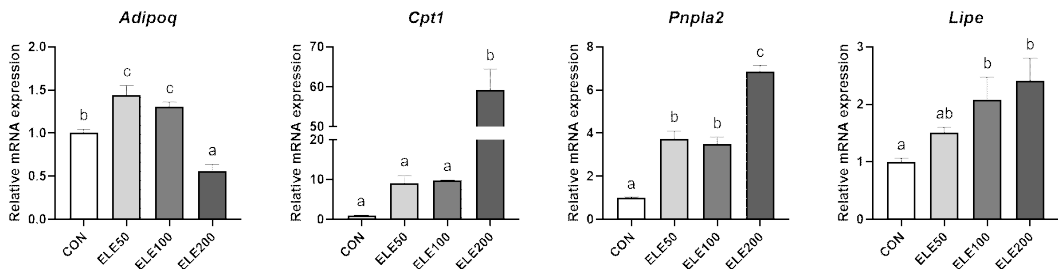 Adipoq
Relative mRNA expression
2.0
1.5
1.0
0.5
0.0
b
c
c
a
CON
ELE50
ELE100
ELE200
Cpt1
Relative mRNA expression
70
60
50
20
10
0
a
a
a
b
CON
ELE50
ELE100
ELE200
Pnpla2
Relative mRNA expression
8
6
4
2
0
a
b
b
c
CON
ELE50
ELE100
ELE200
Lipe
Relative mRNA expression
3
2
1
0
a
ab
b
b
CON
ELE50
ELE100
ELE200